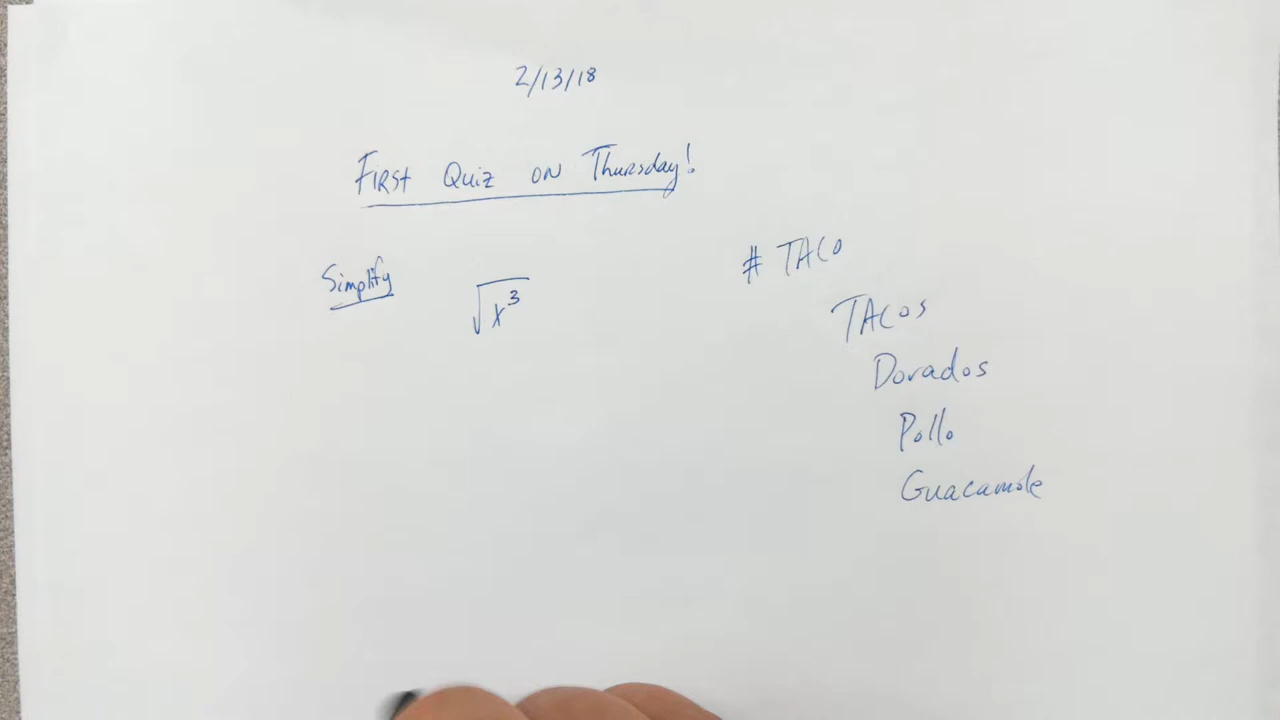 2/13/18
First Quiz on Thursday!
Simplify
√x³
# TACO
TACOS
Dorados
Pollo
Guacamole